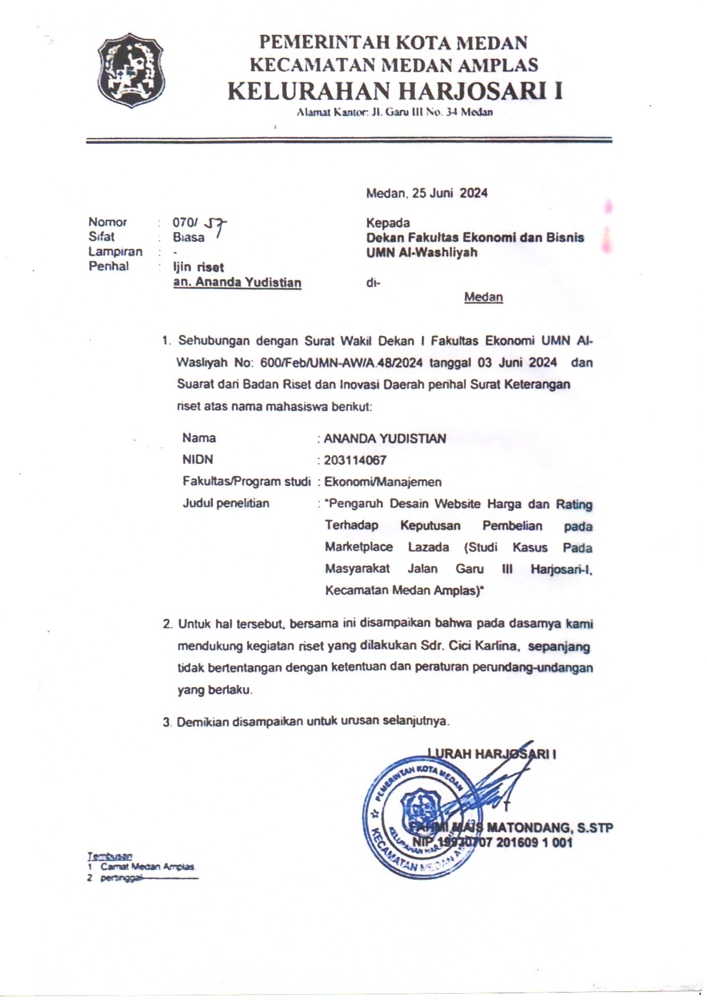 PEMERINTAH KOTA MEDAN
KECAMATAN MEDAN AMPLAS
KELURAHAN HARJOSARI I
Alamat Kantor: Jl. Garu III No. 34 Medan
Medan, 25 Juni 2024
Nomor : 070/ 57
Sifat : Biasa
Lampiran : -
Perihal : Ijin riset
an. Ananda Yudistian
Kepada
Dekan Fakultas Ekonomi dan Bisnis
UMN Al-Washliyah
di-
Medan
1. Sehubungan dengan Surat Wakil Dekan I Fakultas Ekonomi UMN Al-
Wasliyah No: 600/Feb/UMN-AW/A.48/2024 tanggal 03 Juni 2024 dan
Suarat dari Badan Riset dan Inovasi Daerah perihal Surat Keterangan
riset atas nama mahasiswa berikut:
Nama : ANANDA YUDISTIAN
NIDN : 203114067
Fakultas/Program studi : Ekonomi/Manajemen
Judul penelitian : "Pengaruh Desain Website Harga dan Rating
Terhadap Keputusan Pembelian pada
Marketplace Lazada (Studi Kasus Pada
Masyarakat Jalan Garu III Harjosari-I,
Kecamatan Medan Amplas)"
2. Untuk hal tersebut, bersama ini disampaikan bahwa pada dasarnya kami
mendukung kegiatan riset yang dilakukan Sdr. Cici Karlina, sepanjang
tidak bertentangan dengan ketentuan dan peraturan perundang-undangan
yang berlaku.
3. Demikian disampaikan untuk urusan selanjutnya.
LURAH HARJOSARI I
PEMERINTAH KOTA MEDAN
KECAMATAN MEDAN
KELURAHAN
FAHMI MAIS MATONDANG, S.STP
NIP 19930707 201609 1 001
Tembusan
1. Camat Medan Amplas
2 pertinggal